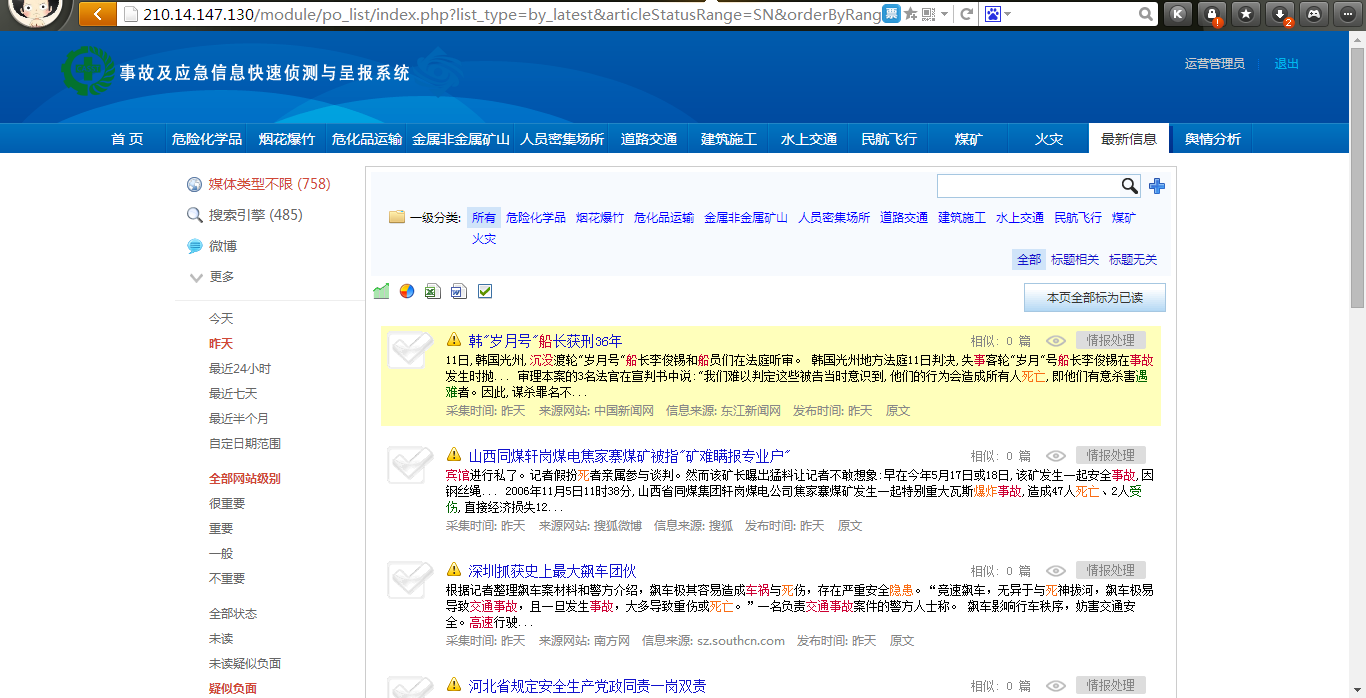 210.14.147.130/module/po_list/index.php?list_type=by_latest&articleStatusRange=SN&orderByRang
票
K
2
事故及应急信息快速侦测与呈报系统
运营管理员 退出
首 页 危险化学品 烟花爆竹 危化品运输 金属非金属矿山 人员密集场所 道路交通 建筑施工 水上交通 民航飞行 煤矿 火灾 最新信息 舆情分析
媒体类型不限 (758)
搜索引擎 (485)
微博
更多
今天
昨天
最近24小时
最近七天
最近半个月
自定日期范围
全部网站级别
很重要
重要
一般
不重要
全部状态
未读
未读疑似负面
疑似负面
一级分类: 所有 危险化学品 烟花爆竹 危化品运输 金属非金属矿山 人员密集场所 道路交通 建筑施工 水上交通 民航飞行 煤矿
火灾
全部 标题相关 标题无关
本页全部标为已读
韩"岁月号"船长获刑36年 相似: 0 篇 情报处理
11日,韩国光州,沉没渡轮"岁月号"船长李俊锡和船员们在法庭听审。 韩国光州地方法庭11日判决,失事客轮"岁月"号船长李俊锡在事故
发生时抛... 审理本案的3名法官在宣判书中说:"我们难以判定这些被告当时意识到,他们的行为会造成所有人死亡,即他们有意杀害遇
难者。因此,谋杀罪名不...
采集时间: 昨天 来源网站: 中国新闻网 信息来源: 东江新闻网 发布时间: 昨天 原文
山西同煤轩岗煤电焦家寨煤矿被指"矿难瞒报专业户" 相似: 0 篇 情报处理
宾馆进行私了。记者假扮死者亲属参与谈判。然而该矿长曝出猛料让记者不敢想象:早在今年5月17日或18日,该矿发生一起安全事故,因
钢丝绳... 2006年11月5日11时38分,山西省同煤集团轩岗煤电公司焦家寨煤矿发生一起特别重大瓦斯爆炸事故,造成47人死亡、2人受
伤,直接经济损失12...
采集时间: 昨天 来源网站: 搜狐微博 信息来源: 搜狐 发布时间: 昨天 原文
深圳抓获史上最大飙车团伙 相似: 0 篇 情报处理
根据记者整理飙车案材料和警方介绍，飙车极其容易造成车祸与死伤，存在严重安全隐患。“竞速飙车，无异于与死神拔河，飙车极易
导致交通事故，且一旦发生事故，大多导致重伤或死亡。”一名负责交通事故案件的警方人士称。 飙车影响行车秩序，妨害交通安
全。高速行驶...
采集时间: 昨天 来源网站: 南方网 信息来源: sz.southcn.com 发布时间: 昨天 原文
河北省规定安全生产党政同责一岗双责 相似: 0 篇 情报处理